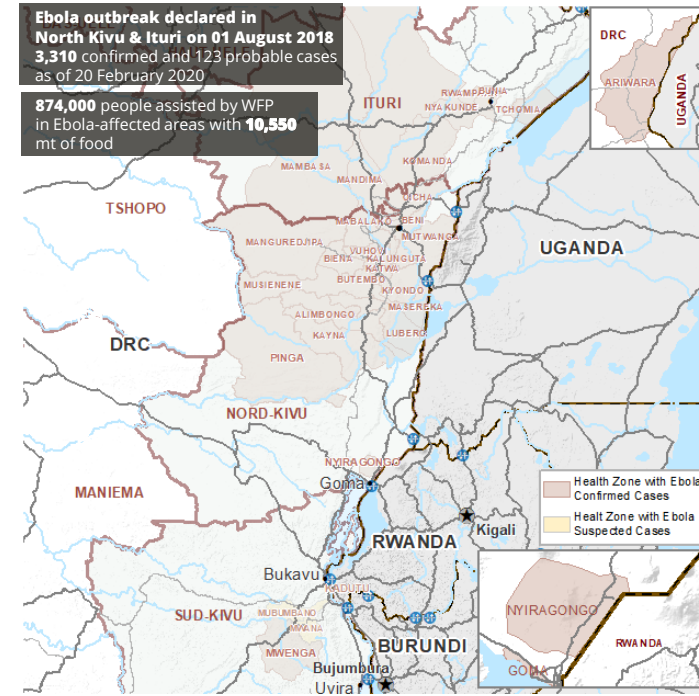 Ebola outbreak declared in
North Kivu & Ituri on 01 August 2018
3,310 confirmed and 123 probable cases
as of 20 February 2020
874,000 people assisted by WFP
in Ebola-affected areas with 10,550
mt of food
DRC
ARIWARA
UGANDA
ITURI
RWAMPARA
BUNIA
NYAKUNDE
TCHOMIA
KOMANDA
MAMBASA
MANDIMA
OICHA
TSHOPO
MABALAKO
BENI
MUTWANGA
MANGUREDJIPA
VUHOVI
BIENA
KALUNGUTA
KATWA
UGANDA
BUTEMBO
MUSIENENE
KYONDO
MASEREKA
ALIMBONGO
KAYNA
LUBERO
DRC
PINGA
NORD-KIVU
NYIRAGONGO
Goma
MANIEMA
Health Zone with Ebola
Confirmed Cases
Healt Zone with Ebola
Suspected Cases
Kigali
RWANDA
Bukavu
KADUTU
SUD-KIVU
MUBUMBANO
MWANA
MWENGA
BURUNDI
Bujumbura
Uvira
NYIRAGONGO
GOMA
RWANDA